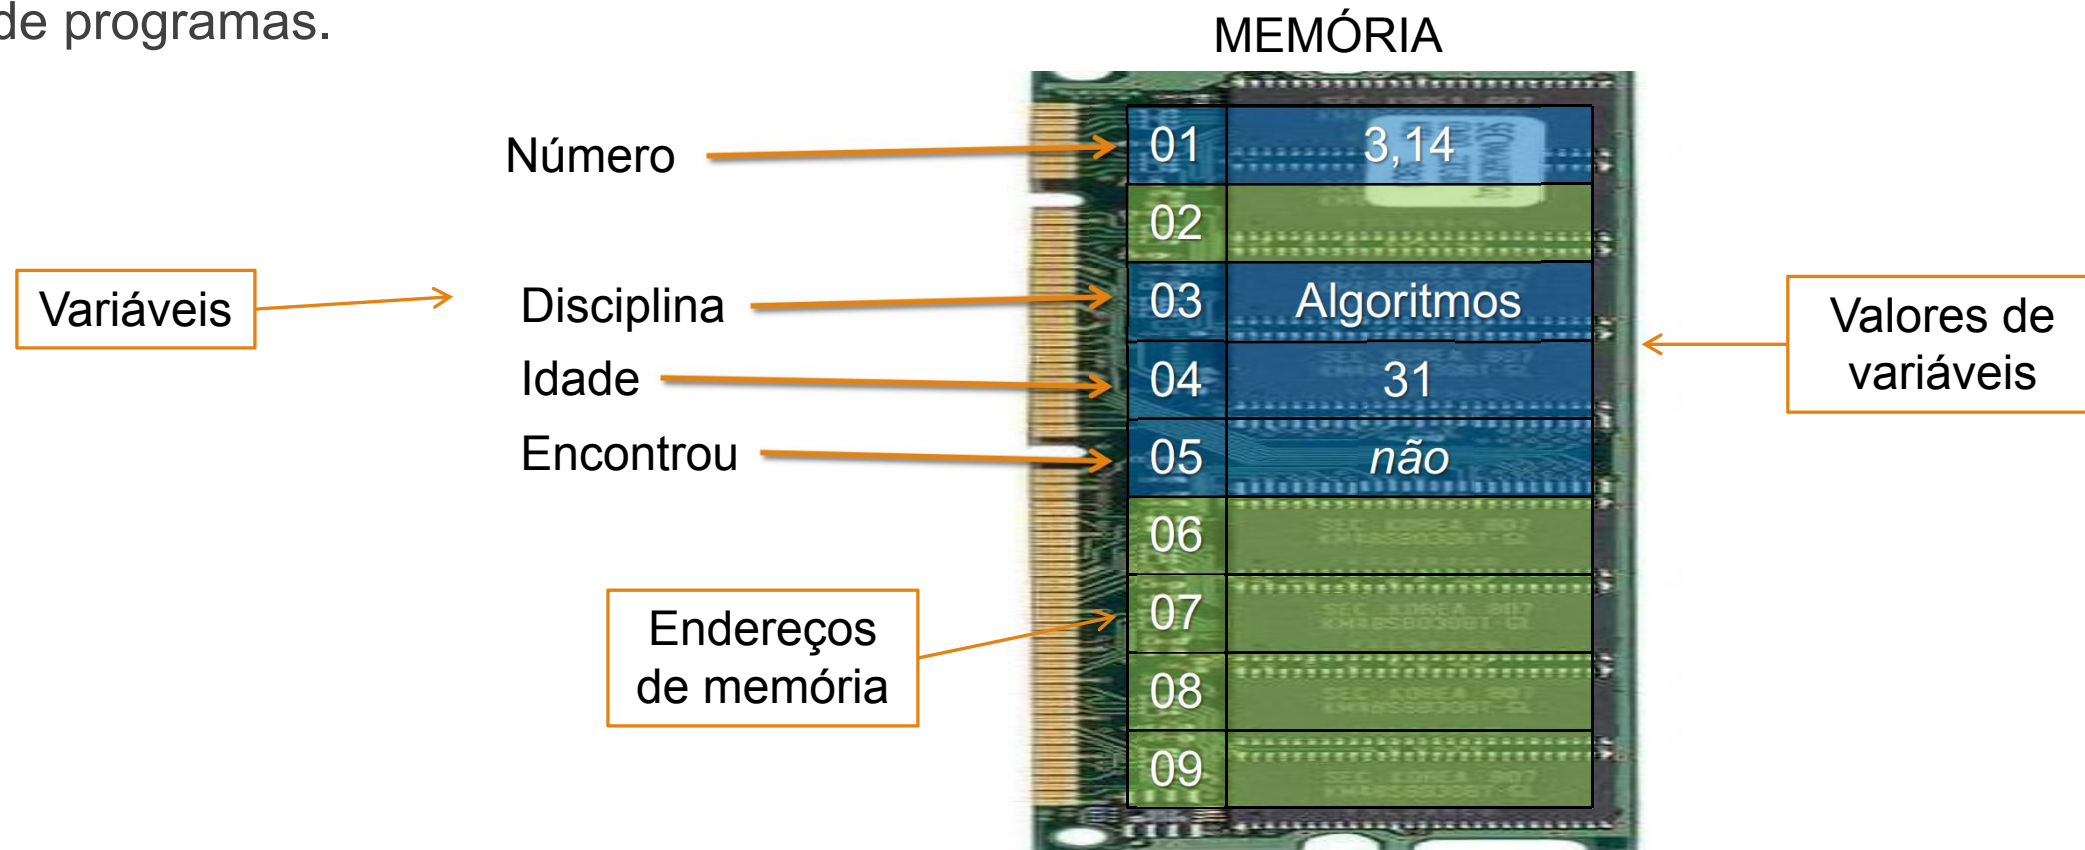 de programas.
MEMÓRIA
Número
01 3,14
02
Variáveis
Disciplina
03 Algoritmos
Valores de
variáveis
Idade
04 31
Encontrou
05 não
06
Endereços
de memória
07
08
09